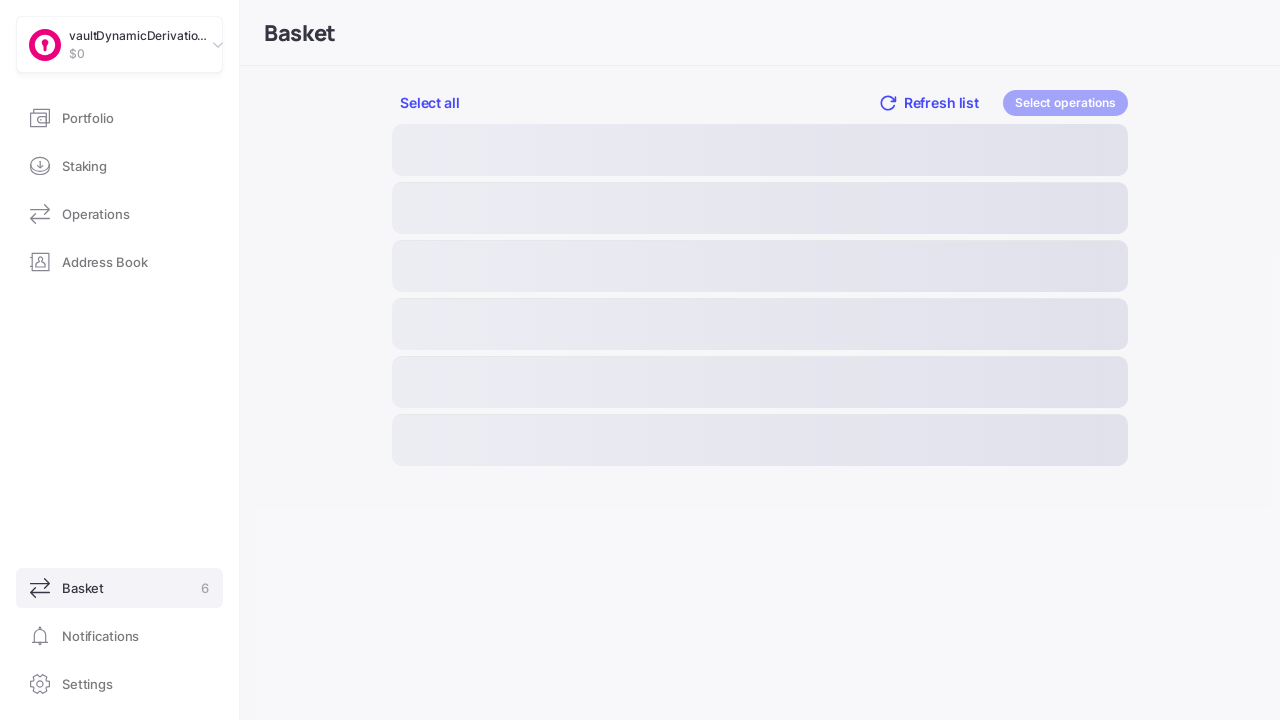 vaultDynamicDerivatio...
$0
Portfolio
Staking
Operations
Address Book
Basket 6
Notifications
Settings
Basket
Select all
Refresh list
Select operations